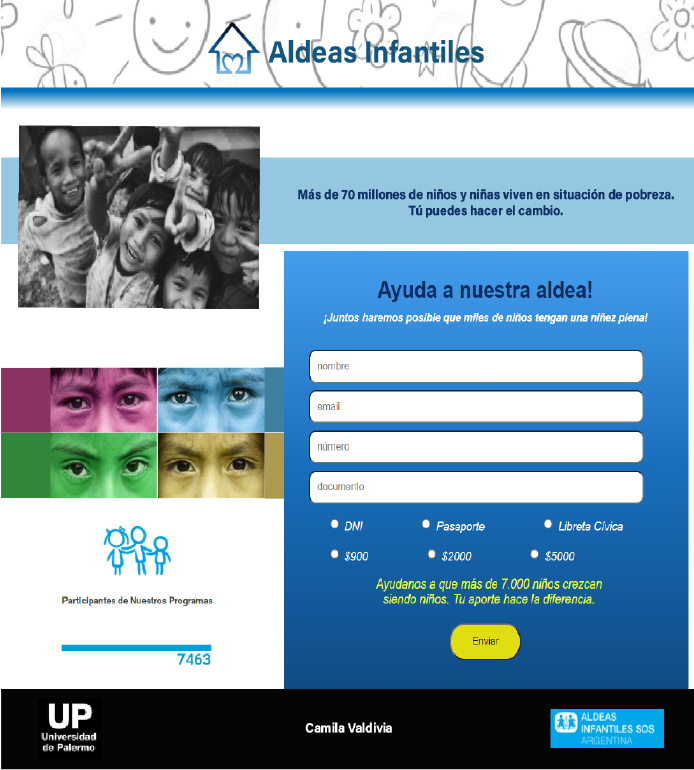 Aldeas Infantiles
Más de 70 millones de niños y niñas viven en situación de pobreza.
Tú puedes hacer el cambio.
Ayuda a nuestra aldea!
¡Juntos haremos posible que miles de niños tengan una niñez plena!
nombre
email
número
documento
DNI Pasaporte Libreta Cívica
$900 $2000 $5000
Ayudanos a que más de 7.000 niños crezcan
siendo niños. Tu aporte hace la diferencia.
Enviar
Participantes de Nuestros Programas
7463
UP
Universidad
de Palermo
Camila Valdivia
ALDEAS
INFANTILES SOS
ARGENTINA